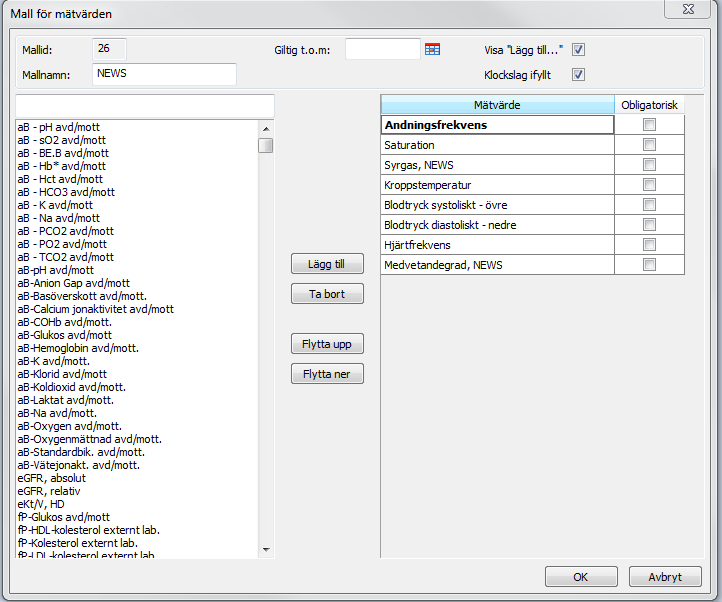 Mall för mätvärden
Mallid: 26 Giltig t.o.m: Visa "Lägg till..."
Mallnamn: NEWS Klockslag ifyllt
aB - pH avd/mott
aB - sO2 avd/mott
aB - BE.B avd/mott
aB - Hb* avd/mott
aB - Hct avd/mott
aB - HCO3 avd/mott
aB - K avd/mott
aB - Na avd/mott
aB - PCO2 avd/mott
aB - PO2 avd/mott
aB - TCO2 avd/mott
aB-pH avd/mott
aB-Anion Gap avd/mott
aB-Basöverskott avd/mott.
aB-Calcium jonaktivitet avd/mott
aB-COHb avd/mott.
aB-Glukos avd/mott
aB-Hemoglobin avd/mott.
aB-K avd/mott.
aB-Klorid avd/mott
aB-Koldioxid avd/mott.
aB-Laktat avd/mott.
aB-Na avd/mott.
aB-Oxygen avd/mott.
aB-Oxygenmättnad avd/mott.
aB-Standardbik. avd/mott.
aB-Vätejonakt. avd/mott.
eGFR, absolut
eGFR, relativ
eKt/V, HD
fP-Glukos avd/mott
fP-HDL-kolesterol externt lab.
fP-Kolesterol externt lab.
fP-LDL-kolesterol externt lab.
Lägg till
Ta bort
Flytta upp
Flytta ner
Mätvärde Obligatorisk
Andningsfrekvens
Saturation
Syrgas, NEWS
Kroppstemperatur
Blodtryck systoliskt - övre
Blodtryck diastoliskt - nedre
Hjärtfrekvens
Medvetandegrad, NEWS
OK Avbryt